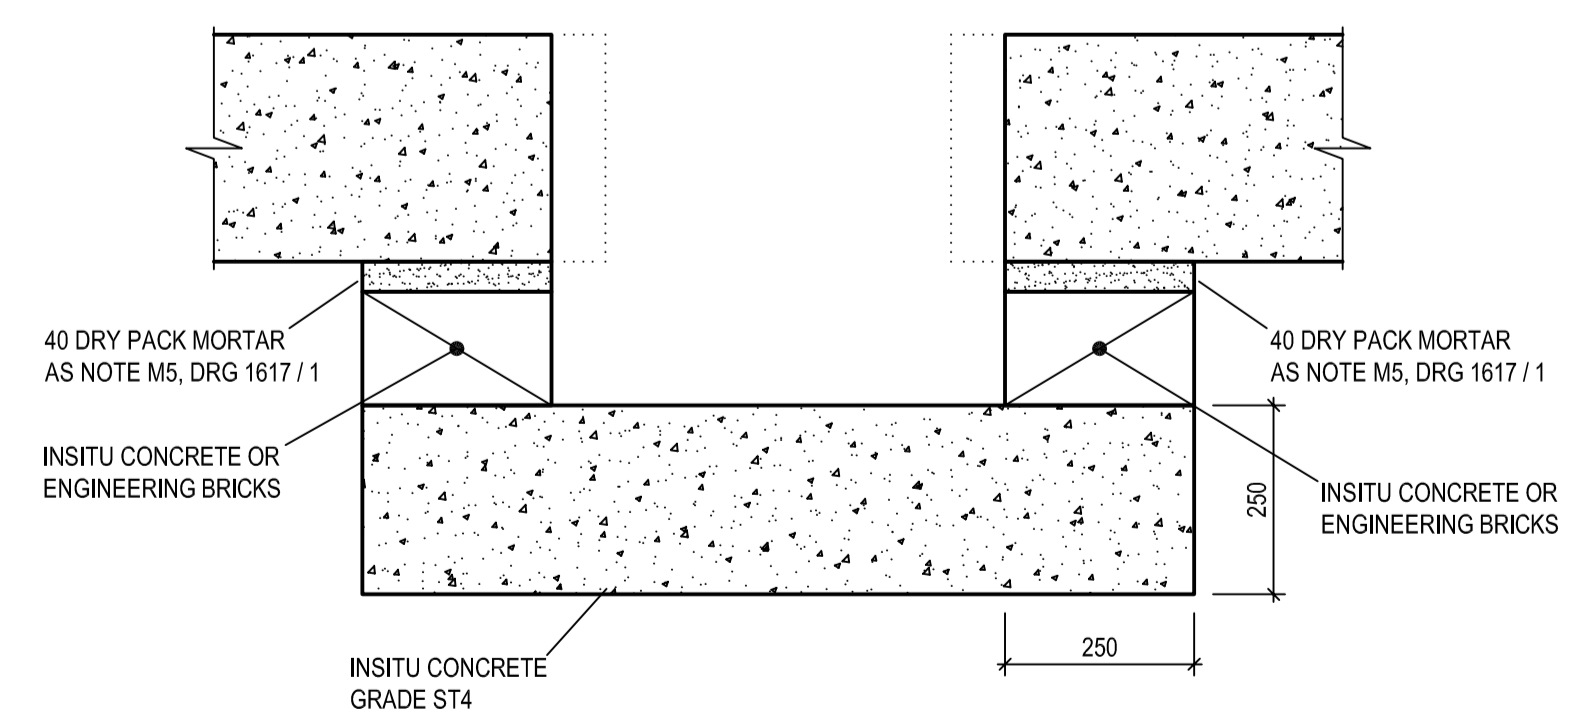 40 DRY PACK MORTAR
AS NOTE M5, DRG 1617 / 1
INSITU CONCRETE OR
ENGINEERING BRICKS
INSITU CONCRETE
GRADE ST4
40 DRY PACK MORTAR
AS NOTE M5, DRG 1617 / 1
INSITU CONCRETE OR
ENGINEERING BRICKS
250
250